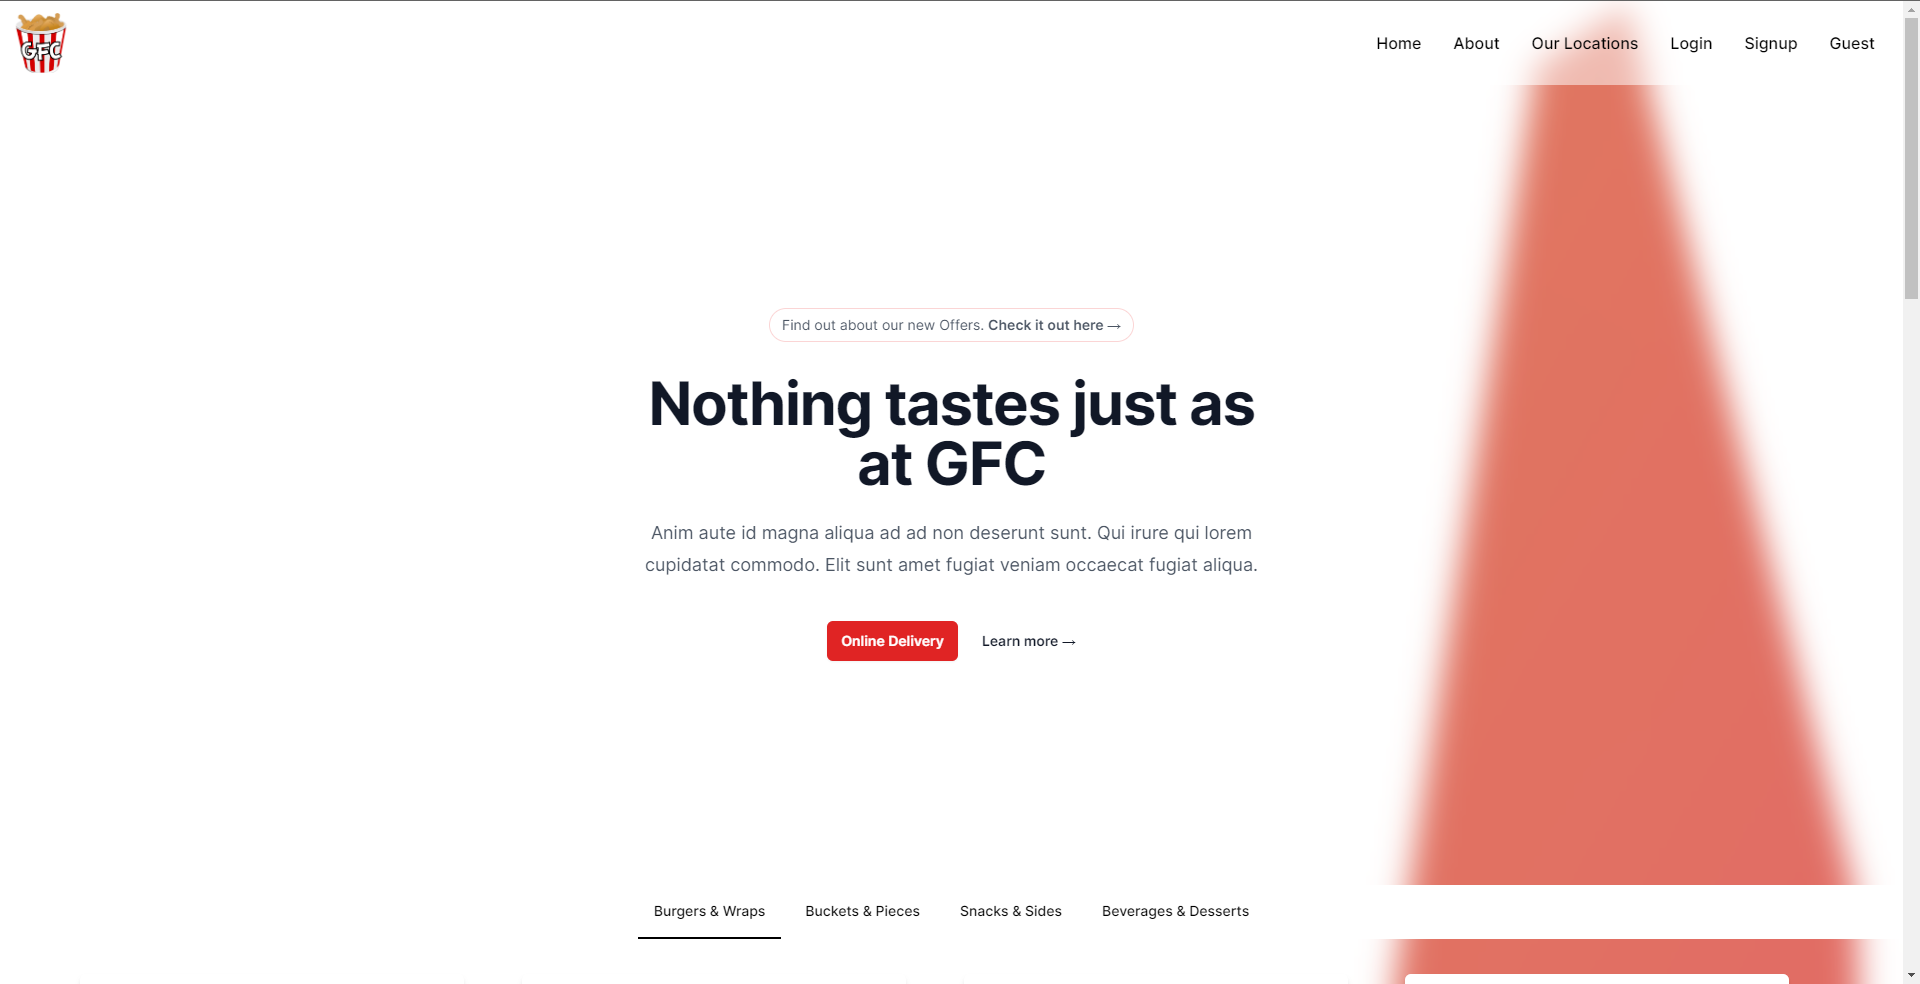 GFC
Home About Our Locations Login Signup Guest
Find out about our new Offers. Check it out here →
Nothing tastes just as
at GFC
Anim aute id magna aliqua ad ad non deserunt sunt. Qui irure qui lorem
cupidatat commodo. Elit sunt amet fugiat veniam occaecat fugiat aliqua.
Online Delivery Learn more →
Burgers & Wraps Buckets & Pieces Snacks & Sides Beverages & Desserts